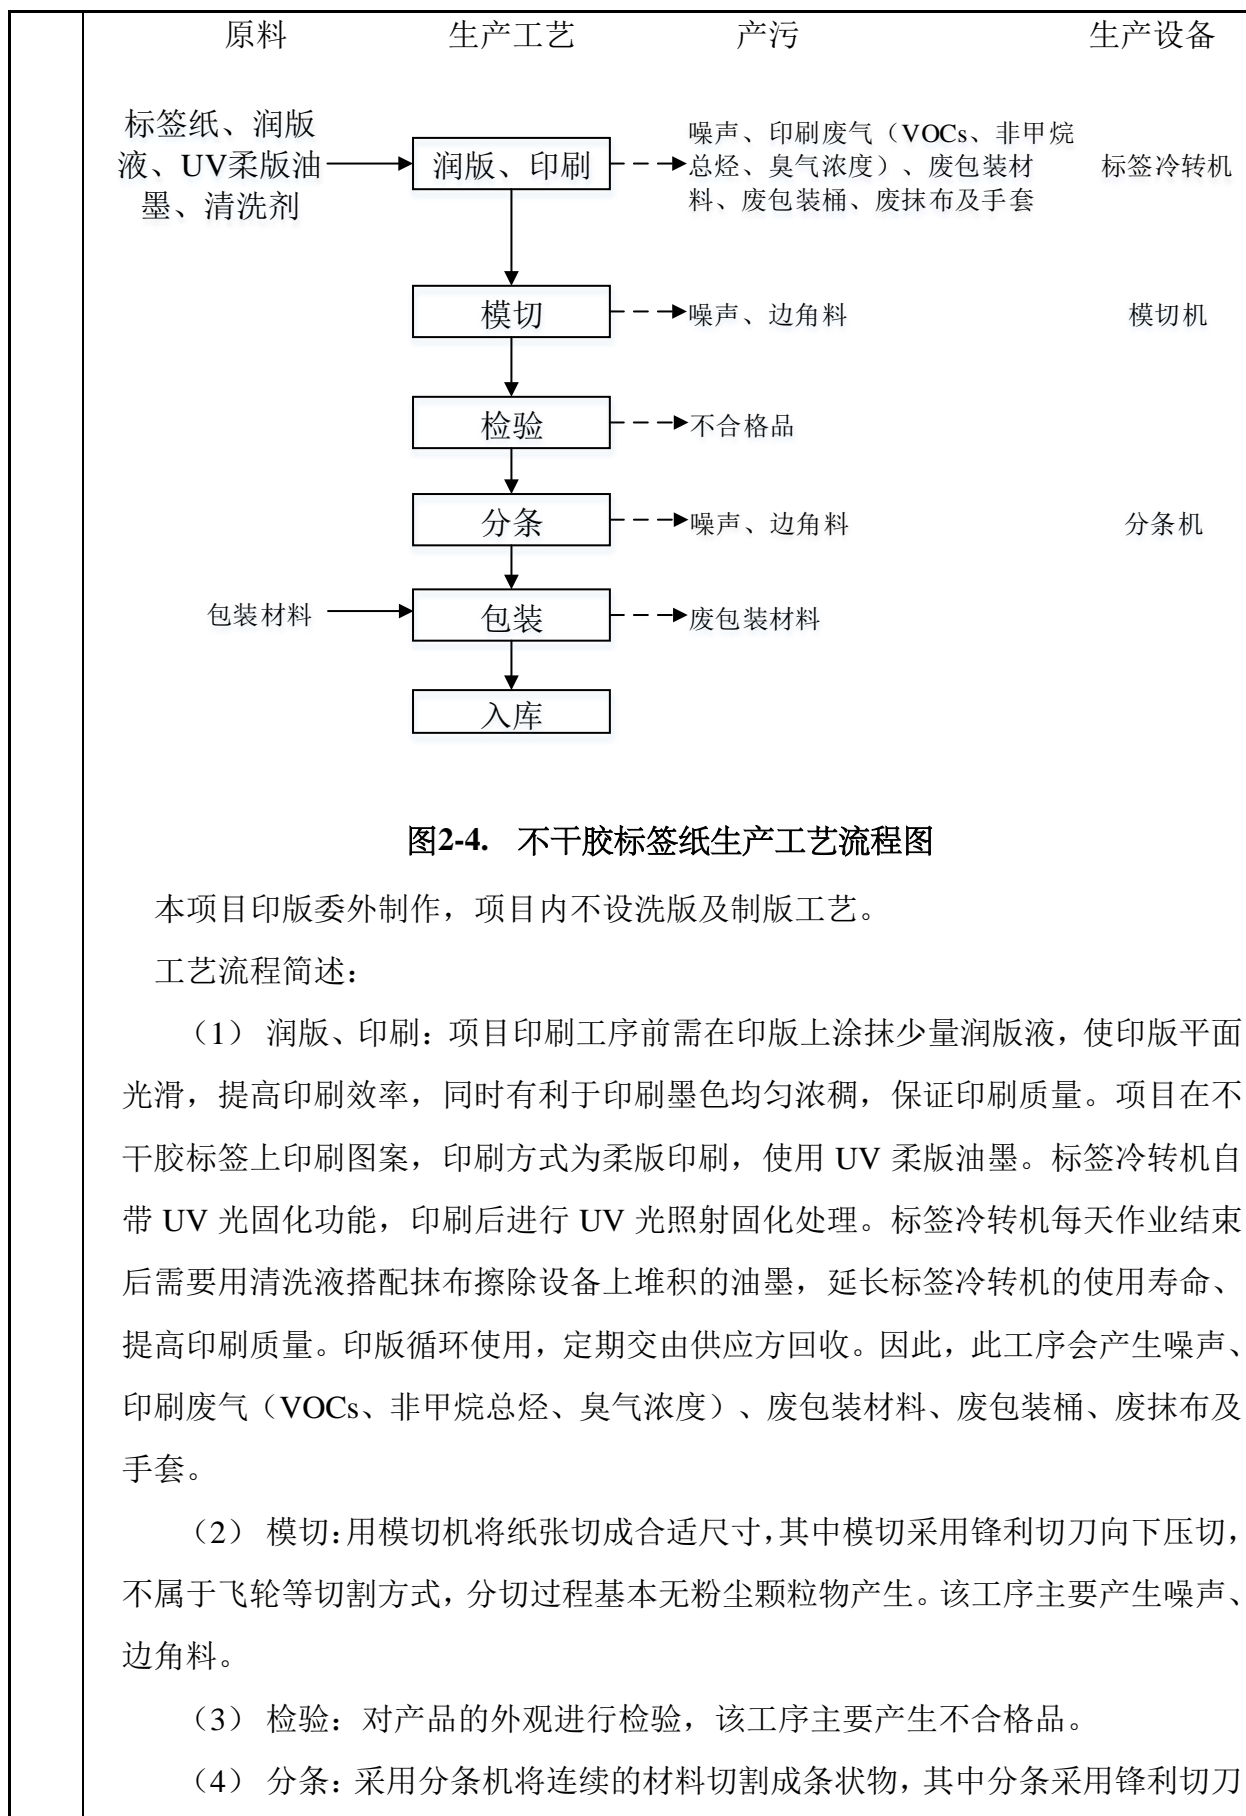 原料 生产工艺 产污 生产设备
标签纸、润版
液、UV柔版油
墨、清洗剂
润版、印刷
噪声、印刷废气（VOCs、非甲烷
总烃、臭气浓度）、废包装材
料、废包装桶、废抹布及手套
标签冷转机
模切 噪声、边角料 模切机
检验 不合格品
分条 噪声、边角料 分条机
包装材料 包装 废包装材料
入库
图2-4. 不干胶标签纸生产工艺流程图
本项目印版委外制作，项目内不设洗版及制版工艺。
工艺流程简述：
（1） 润版、印刷：项目印刷工序前需在印版上涂抹少量润版液，使印版平面
光滑，提高印刷效率，同时有利于印刷墨色均匀浓稠，保证印刷质量。项目在不
干胶标签上印刷图案，印刷方式为柔版印刷，使用 UV 柔版油墨。标签冷转机自
带 UV 光固化功能，印刷后进行 UV 光照射固化处理。标签冷转机每天作业结束
后需要用清洗液搭配抹布擦除设备上堆积的油墨，延长标签冷转机的使用寿命、
提高印刷质量。印版循环使用，定期交由供应方回收。因此，此工序会产生噪声、
印刷废气（VOCs、非甲烷总烃、臭气浓度）、废包装材料、废包装桶、废抹布及
手套。
（2） 模切：用模切机将纸张切成合适尺寸，其中模切采用锋利切刀向下压切，
不属于飞轮等切割方式，分切过程基本无粉尘颗粒物产生。该工序主要产生噪声、
边角料。
（3） 检验：对产品的外观进行检验，该工序主要产生不合格品。
（4） 分条：采用分条机将连续的材料切割成条状物，其中分条采用锋利切刀